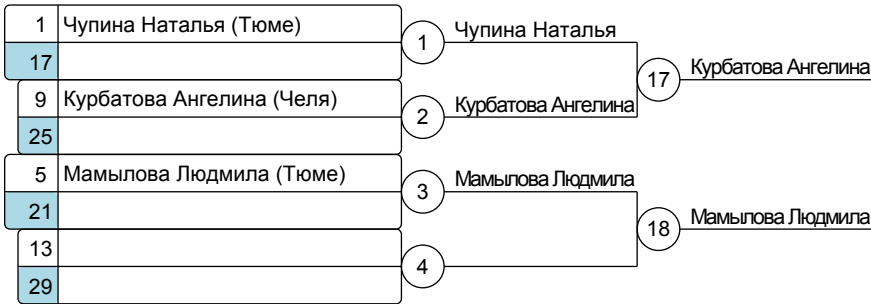 1 Чупина Наталья (Тюме)
17
1 Чупина Наталья
17 Курбатова Ангелина
9 Курбатова Ангелина (Челя)
25
2 Курбатова Ангелина
5 Мамылова Людмила (Тюме)
21
3 Мамылова Людмила
18 Мамылова Людмила
13
29
4